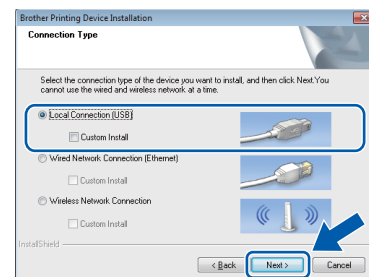 Brother Printing Device Installation
Connection Type
Select the connection type of the device you want to install, and then click Next.You
cannot use the wired and wireless network at a time.
Local Connection (USB)
Custom Install
Wired Network Connection (Ethernet)
Custom Install
Wireless Network Connection
Custom Install
InstallShield
< Back
Next >
Cancel